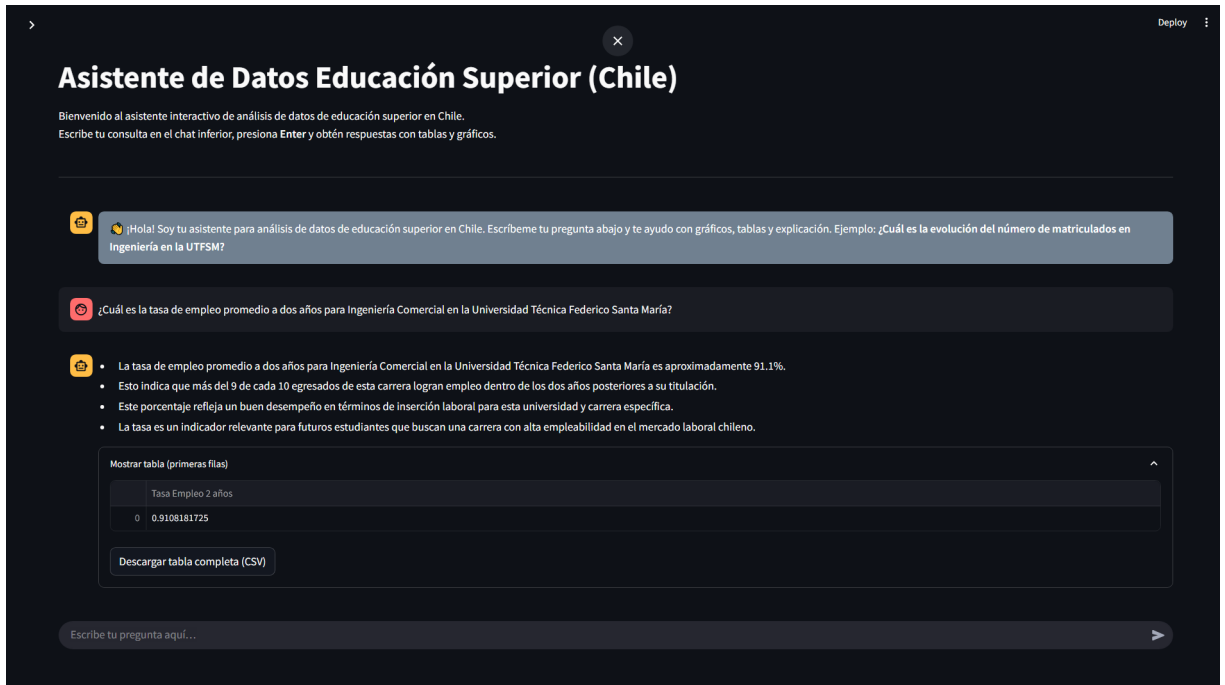 Deploy
Asistente de Datos Educación Superior (Chile)
Bienvenido al asistente interactivo de análisis de datos de educación superior en Chile.
Escribe tu consulta en el chat inferior, presiona Enter y obtén respuestas con tablas y gráficos.
¡Hola! Soy tu asistente para análisis de datos de educación superior en Chile. Escríbeme tu pregunta abajo y te ayudo con gráficos, tablas y explicación. Ejemplo: ¿Cuál es la evolución del número de matriculados en
Ingeniería en la UTFSM?
¿Cuál es la tasa de empleo promedio a dos años para Ingeniería Comercial en la Universidad Técnica Federico Santa María?
• La tasa de empleo promedio a dos años para Ingeniería Comercial en la Universidad Técnica Federico Santa María es aproximadamente 91.1%.
• Esto indica que más del 9 de cada 10 egresados de esta carrera logran empleo dentro de los dos años posteriores a su titulación.
• Este porcentaje refleja un buen desempeño en términos de inserción laboral para esta universidad y carrera específica.
• La tasa es un indicador relevante para futuros estudiantes que buscan una carrera con alta empleabilidad en el mercado laboral chileno.
Mostrar tabla (primeras filas)
Tasa Empleo 2 años
0 0.9108181725
Descargar tabla completa (CSV)
Escribe tu pregunta aquí...